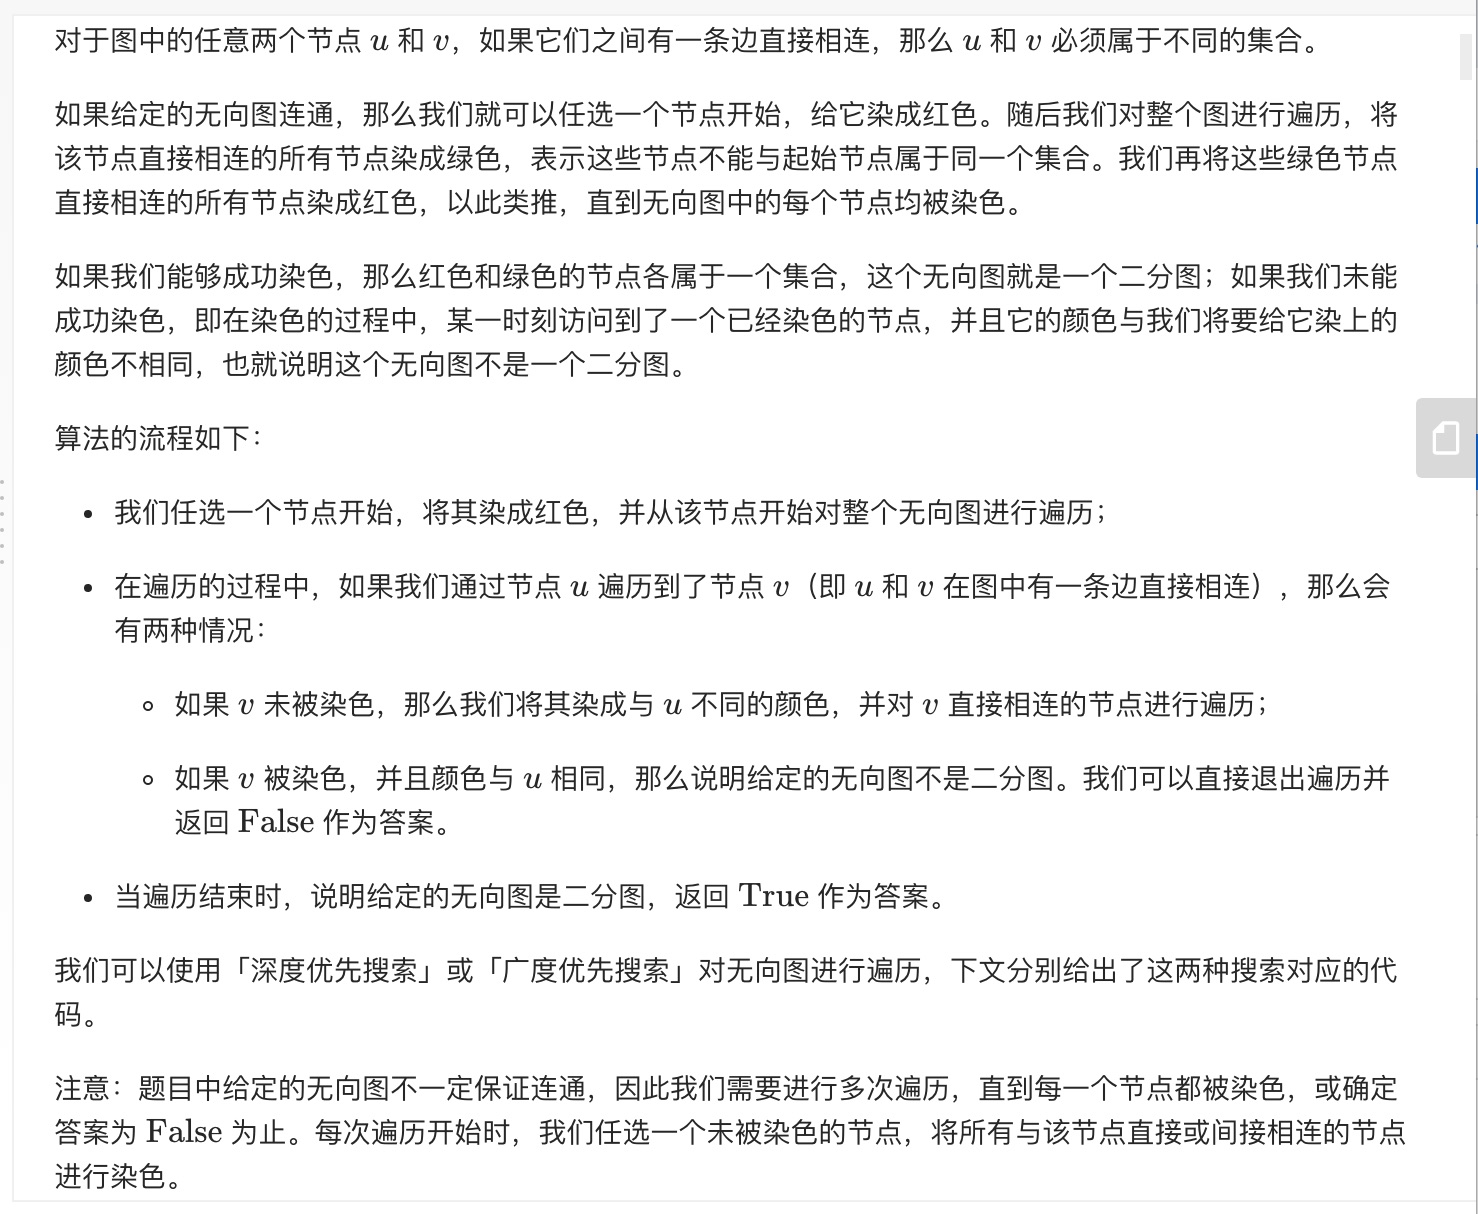 对于图中的任意两个节点 u 和 v，如果它们之间有一条边直接相连，那么 u 和 v 必须属于不同的集合。
如果给定的无向图连通，那么我们就可以任选一个节点开始，给它染成红色。随后我们对整个图进行遍历，将
该节点直接相连的所有节点染成绿色，表示这些节点不能与起始节点属于同一个集合。我们再将这些绿色节点
直接相连的所有节点染成红色，以此类推，直到无向图中的每个节点均被染色。
如果我们能够成功染色，那么红色和绿色的节点各属于一个集合，这个无向图就是一个二分图；如果我们未能
成功染色，即在染色的过程中，某一时刻访问到了一个已经染色的节点，并且它的颜色与我们将要给它染上的
颜色不相同，也就说明这个无向图不是一个二分图。
算法的流程如下：
• 我们任选一个节点开始，将其染成红色，并从该节点开始对整个无向图进行遍历；
• 在遍历的过程中，如果我们通过节点 u 遍历到了节点 v（即 u 和 v 在图中有一条边直接相连），那么会
有两种情况：
◦ 如果 v 未被染色，那么我们将其染成与 u 不同的颜色，并对 v 直接相连的节点进行遍历；
◦ 如果 v 被染色，并且颜色与 u 相同，那么说明给定的无向图不是二分图。我们可以直接退出遍历并
返回 False 作为答案。
• 当遍历结束时，说明给定的无向图是二分图，返回 True 作为答案。
我们可以使用「深度优先搜索」或「广度优先搜索」对无向图进行遍历，下文分别给出了这两种搜索对应的代
码。
注意：题目中给定的无向图不一定保证连通，因此我们需要进行多次遍历，直到每一个节点都被染色，或确定
答案为 False 为止。每次遍历开始时，我们任选一个未被染色的节点，将所有与该节点直接或间接相连的节点
进行染色。